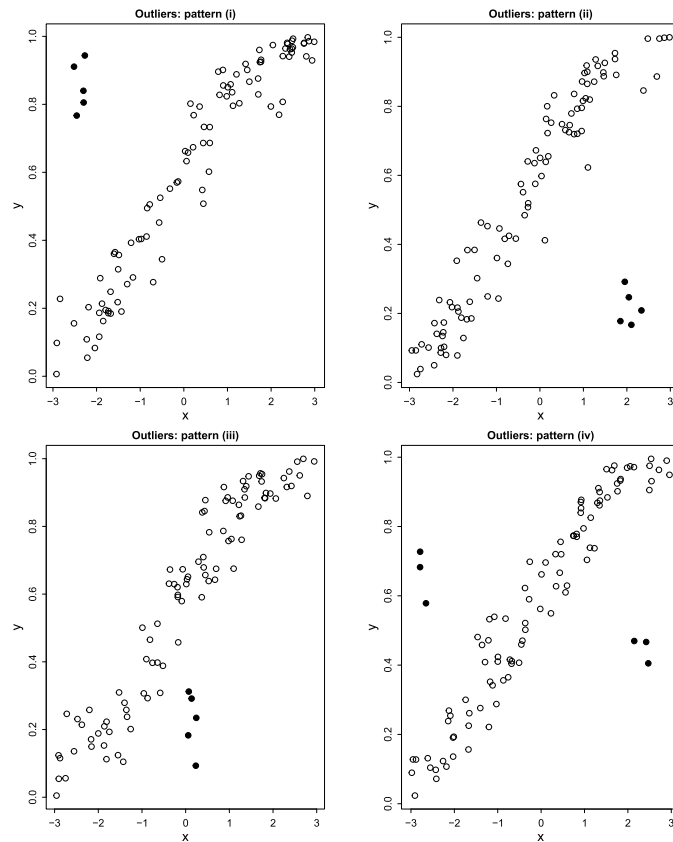 Outliers: pattern (i)
y
0.0 0.2 0.4 0.6 0.8 1.0
−3 −2 −1 0 1 2 3
x
Outliers: pattern (ii)
y
0.0 0.2 0.4 0.6 0.8 1.0
−3 −2 −1 0 1 2 3
x
Outliers: pattern (iii)
y
0.0 0.2 0.4 0.6 0.8 1.0
−3 −2 −1 0 1 2 3
x
Outliers: pattern (iv)
y
0.0 0.2 0.4 0.6 0.8 1.0
−3 −2 −1 0 1 2 3
x